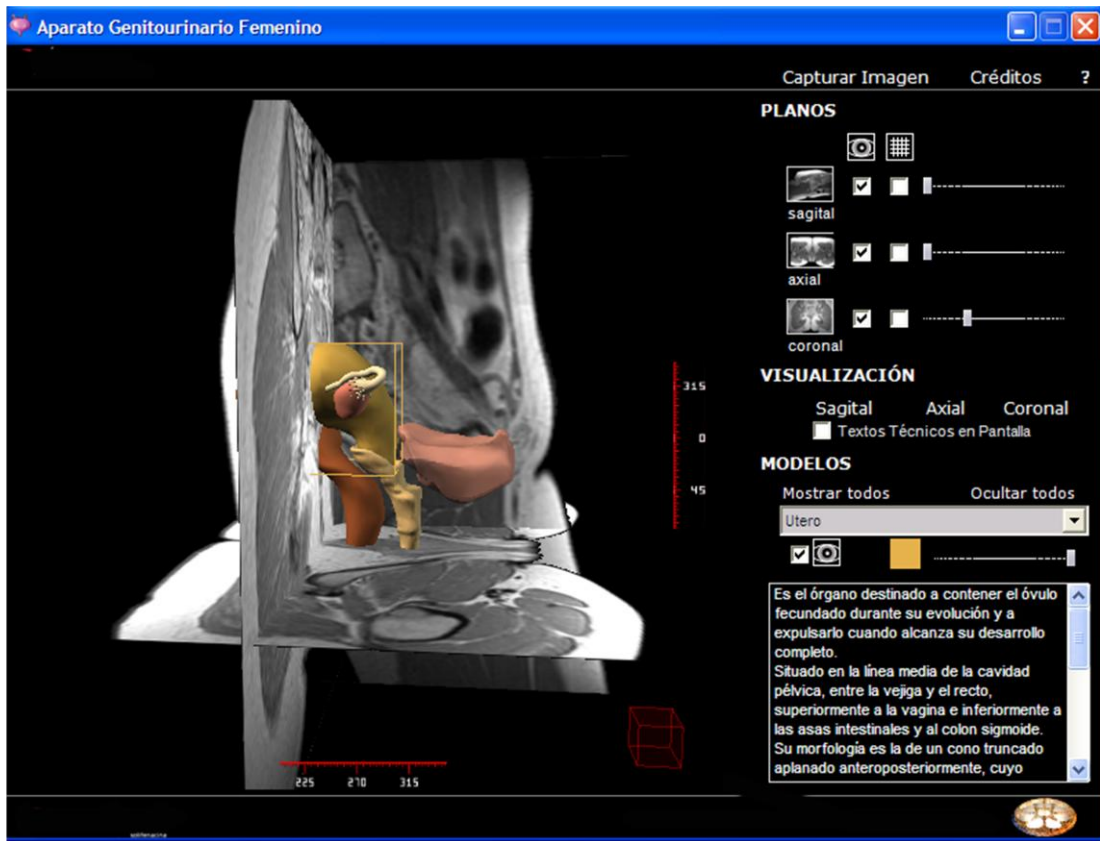 Aparato Genitourinario Femenino
Capturar Imagen Créditos ?
PLANOS
sagital
axial
coronal
315
0
45
VISUALIZACIÓN
Sagital Axial Coronal
Textos Técnicos en Pantalla
MODELOS
Mostrar todos Ocultar todos
Utero
Es el órgano destinado a contener el óvulo
fecundado durante su evolución y a
expulsarlo cuando alcanza su desarrollo
completo.
Situado en la línea media de la cavidad
pélvica, entre la vejiga y el recto,
superiormente a la vagina e inferiormente a
las asas intestinales y al colon sigmoide.
Su morfología es la de un cono truncado
aplanado anteroposteriormente, cuyo
225 270 315
solifenacina